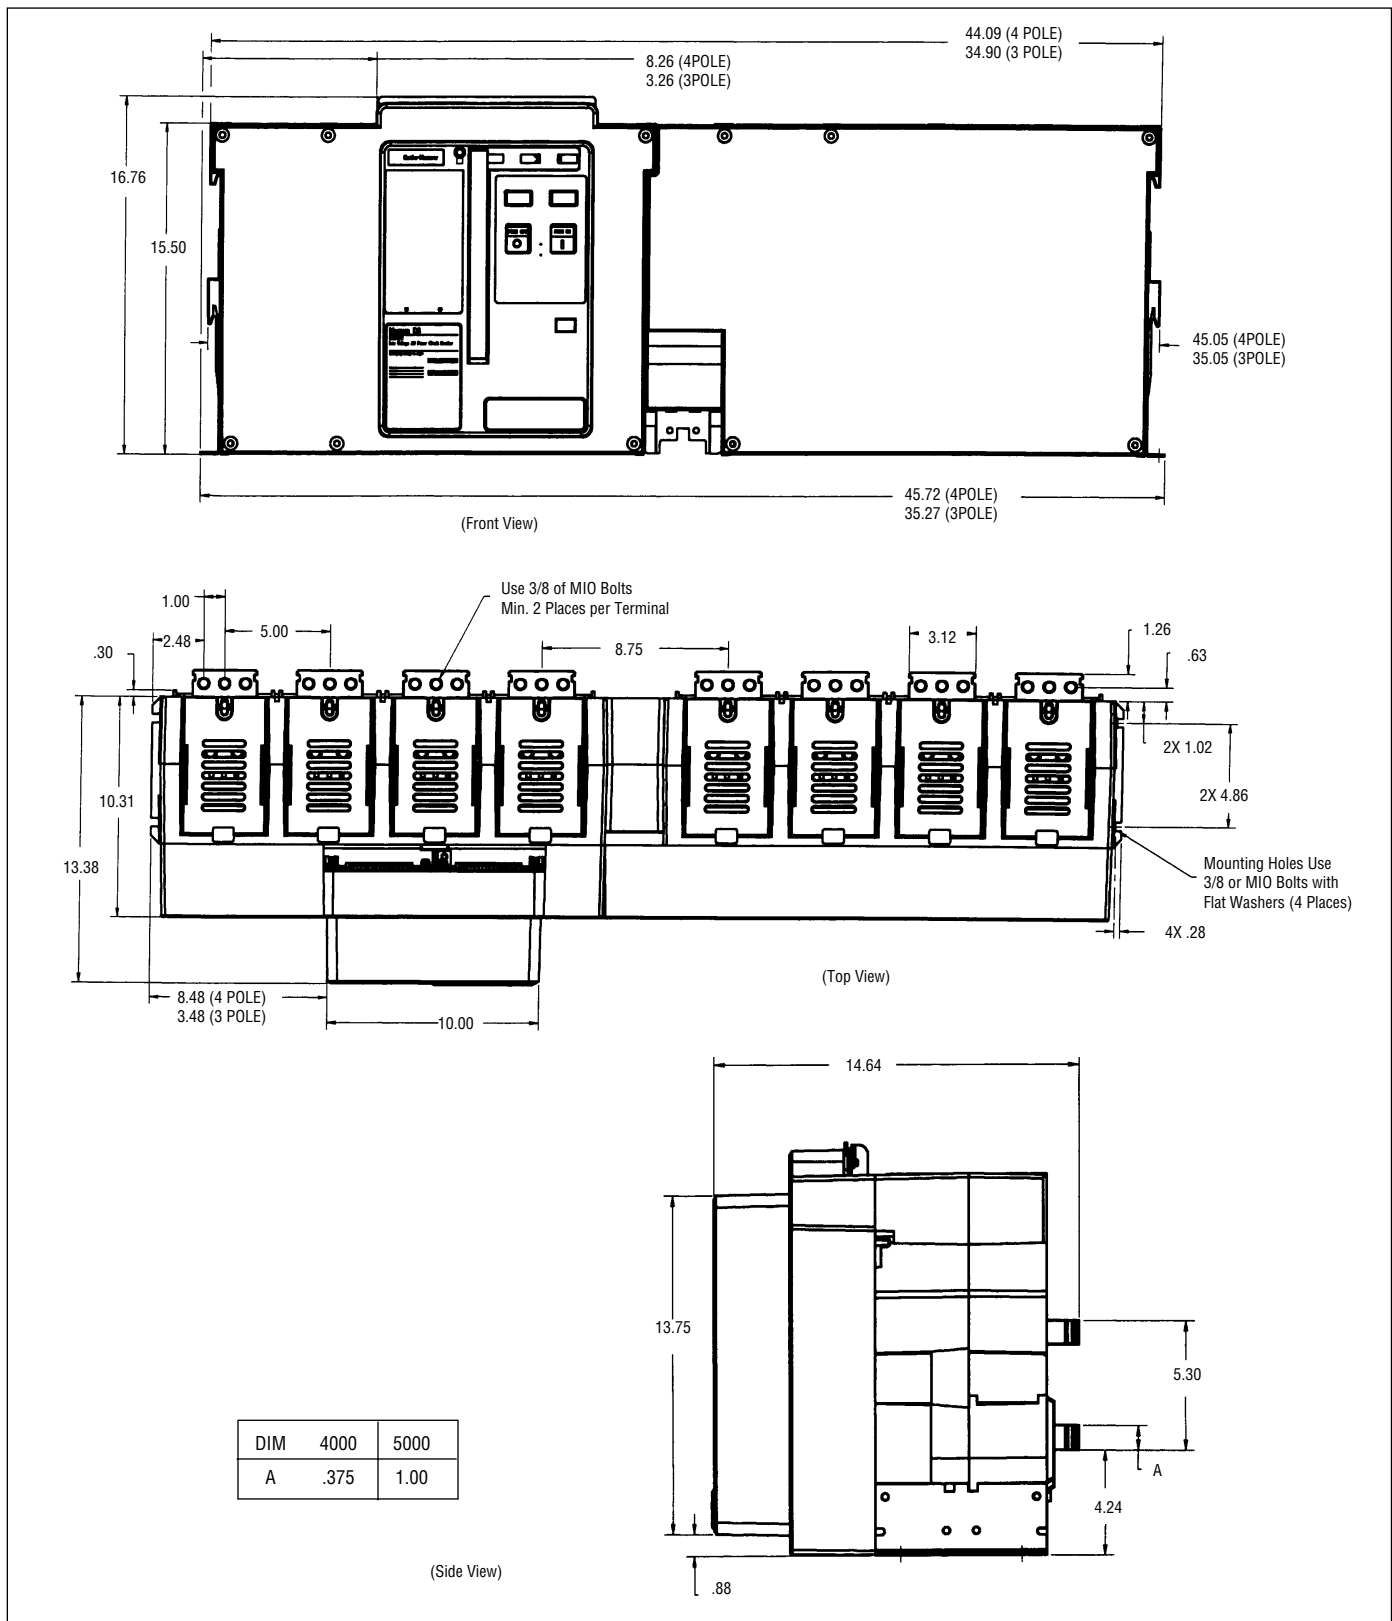 44.09 (4 POLE)
34.90 (3 POLE)
8.26 (4POLE)
3.26 (3POLE)
16.76
15.50
45.05 (4POLE)
35.05 (3POLE)
45.72 (4POLE)
35.27 (3POLE)
(Front View)
Use 3/8 of MIO Bolts
Min. 2 Places per Terminal
1.00
2.48
5.00
.30
8.75
3.12
1.26
.63
2X 1.02
2X 4.86
10.31
13.38
Mounting Holes Use
3/8 or MIO Bolts with
Flat Washers (4 Places)
4X .28
(Top View)
8.48 (4 POLE)
3.48 (3 POLE)
10.00
14.64
13.75
5.30
A
4.24
.88
DIM 4000 5000
A .375 1.00
(Side View)